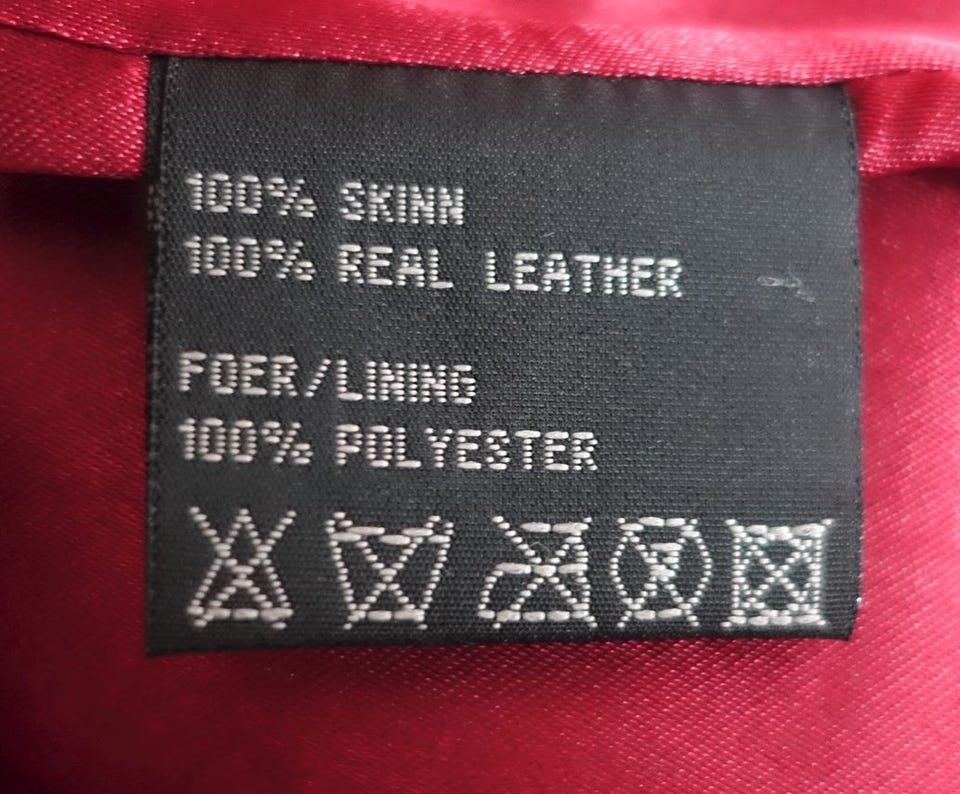 100% SKINN
100% REAL LEATHER
FOER/LINING
100% POLYESTER